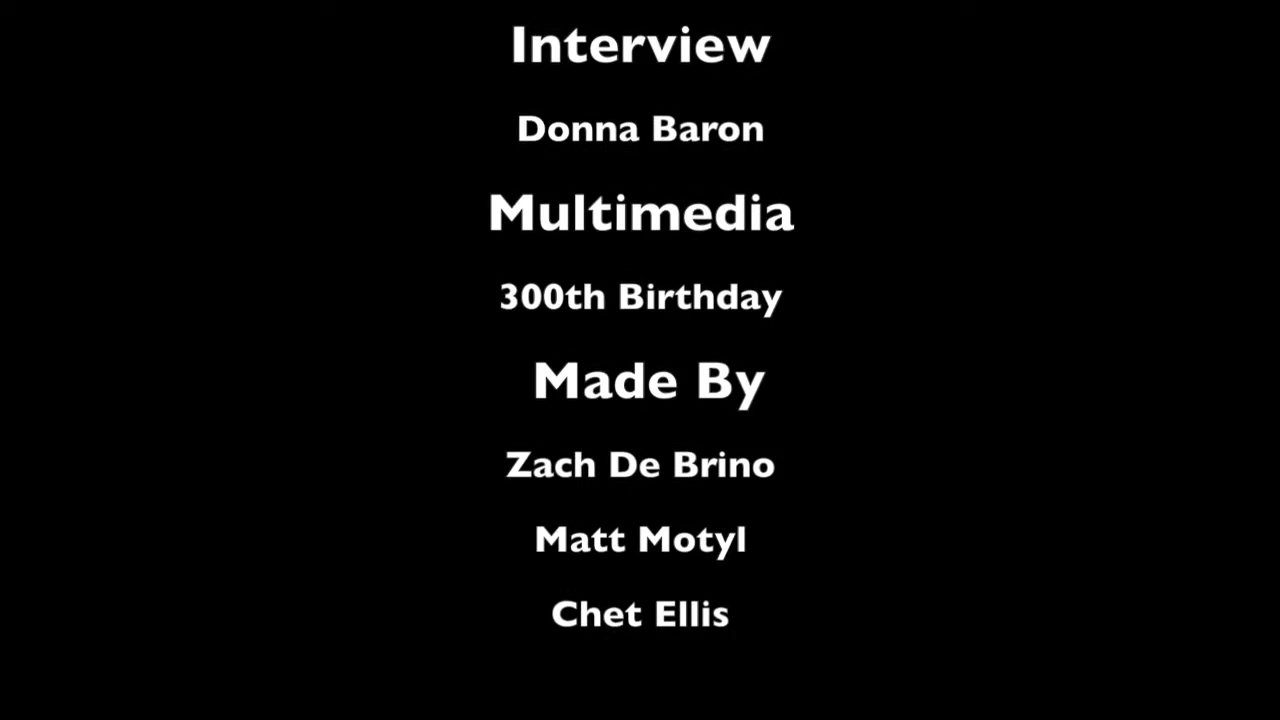 Interview
Donna Baron
Multimedia
300th Birthday
Made By
Zach De Brino
Matt Motyl
Chet Ellis